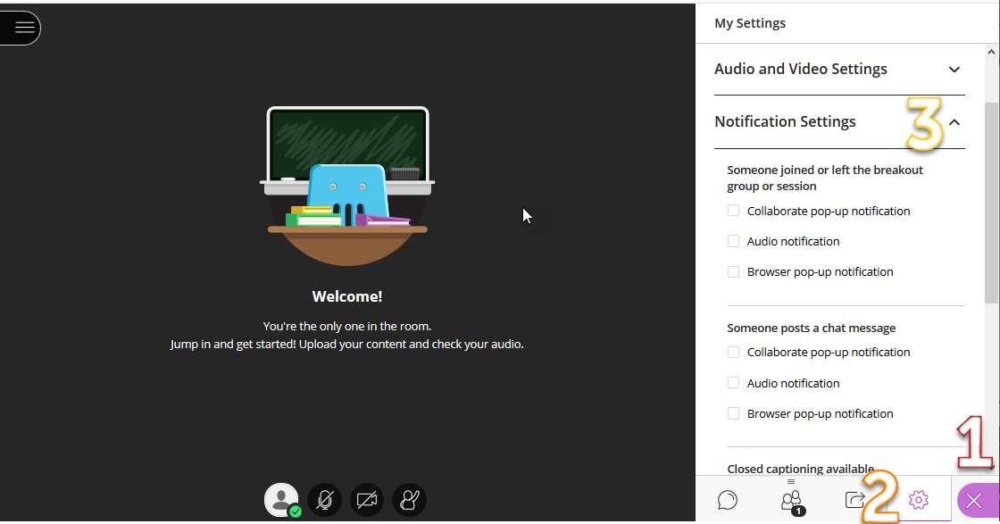 My Settings
Audio and Video Settings
Notification Settings
3
Someone joined or left the breakout
group or session
Collaborate pop-up notification
Audio notification
Browser pop-up notification
Someone posts a chat message
Collaborate pop-up notification
Audio notification
Browser pop-up notification
Closed captioning available
1
2
1
Welcome!
You're the only one in the room.
Jump in and get started! Upload your content and check your audio.